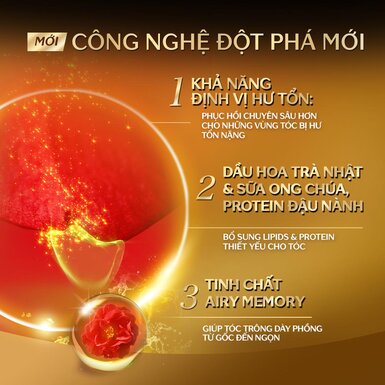 MỚI CÔNG NGHỆ ĐỘT PHÁ MỚI
1 KHẢ NĂNG
ĐỊNH VỊ HƯ TỔN:
PHỤC HỒI CHUYÊN SÂU HƠN
CHO NHỮNG VÙNG TÓC BỊ HƯ
TỔN NẶNG
2 DẦU HOA TRÀ NHẬT
& SỮA ONG CHÚA,
PROTEIN ĐẬU NÀNH
BỔ SUNG LIPIDS & PROTEIN
THIẾT YẾU CHO TÓC
3 TINH CHẤT
AIRY MEMORY
GIÚP TÓC TRÔNG DÀY PHỒNG
TỪ GỐC ĐẾN NGỌN